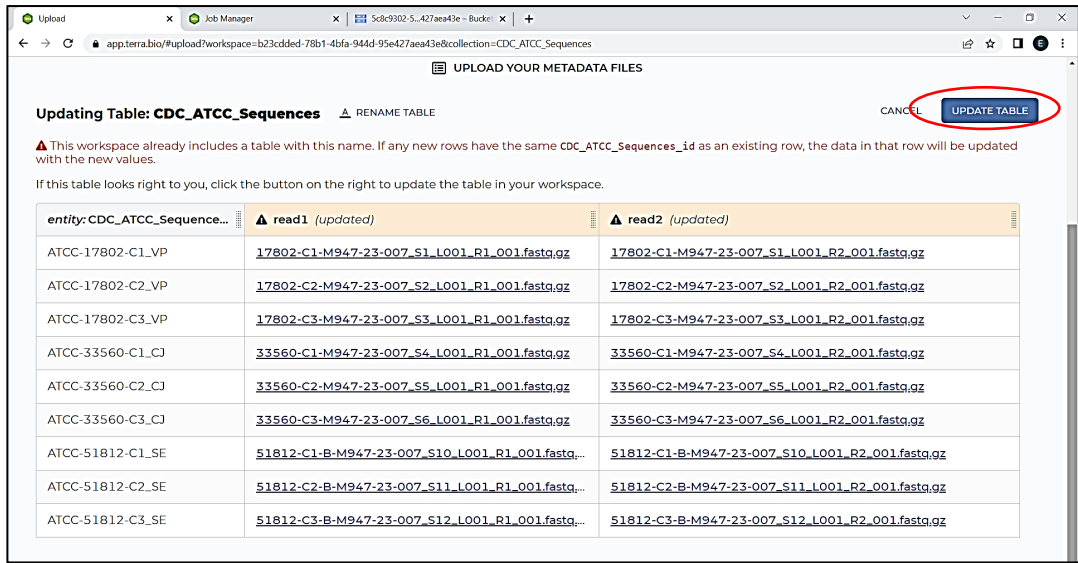 Upload
Job Manager
5c8c9302-5...427aea43e – Bucket
app.terra.bio/#upload?workspace=b23cdded-78b1-4bfa-944d-95e427aea43e&collection=CDC_ATCC_Sequences
E
UPLOAD YOUR METADATA FILES
Updating Table: CDC_ATCC_Sequences RENAME TABLE CANCEL UPDATE TABLE
This workspace already includes a table with this name. If any new rows have the same CDC_ATCC_Sequences_id as an existing row, the data in that row will be updated
with the new values.
If this table looks right to you, click the button on the right to update the table in your workspace.
entity: CDC_ATCC_Sequence... read1 (updated) read2 (updated)
ATCC-17802-C1_VP 17802-C1-M947-23-007_S1_L001_R1_001.fastq.gz 17802-C1-M947-23-007_S1_L001_R2_001.fastq.gz
ATCC-17802-C2_VP 17802-C2-M947-23-007_S2_L001_R1_001.fastq.gz 17802-C2-M947-23-007_S2_L001_R2_001.fastq.gz
ATCC-17802-C3_VP 17802-C3-M947-23-007_S3_L001_R1_001.fastq.gz 17802-C3-M947-23-007_S3_L001_R2_001.fastq.gz
ATCC-33560-C1_CJ 33560-C1-M947-23-007_S4_L001_R1_001.fastq.gz 33560-C1-M947-23-007_S4_L001_R2_001.fastq.gz
ATCC-33560-C2_CJ 33560-C2-M947-23-007_S5_L001_R1_001.fastq.gz 33560-C2-M947-23-007_S5_L001_R2_001.fastq.gz
ATCC-33560-C3_CJ 33560-C3-M947-23-007_S6_L001_R1_001.fastq.gz 33560-C3-M947-23-007_S6_L001_R2_001.fastq.gz
ATCC-51812-C1_SE 51812-C1-B-M947-23-007_S10_L001_R1_001.fastq.... 51812-C1-B-M947-23-007_S10_L001_R2_001.fastq.gz
ATCC-51812-C2_SE 51812-C2-B-M947-23-007_S11_L001_R1_001.fastq.... 51812-C2-B-M947-23-007_S11_L001_R2_001.fastq.gz
ATCC-51812-C3_SE 51812-C3-B-M947-23-007_S12_L001_R1_001.fastq.... 51812-C3-B-M947-23-007_S12_L001_R2_001.fastq.gz